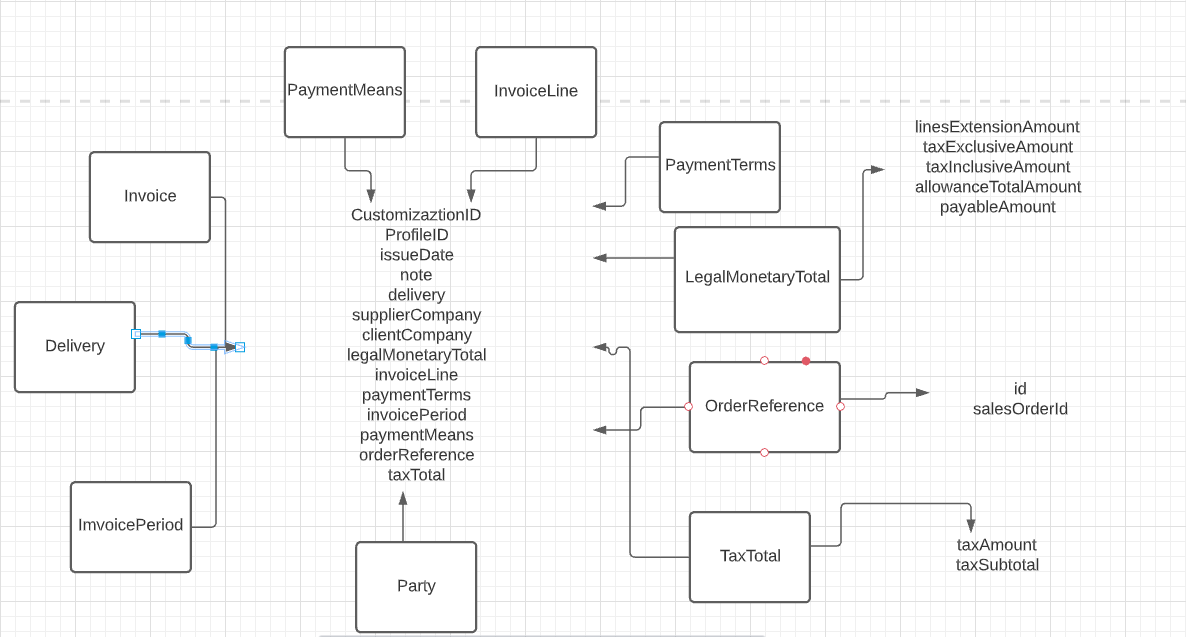 PaymentMeans
InvoiceLine
PaymentTerms
linesExtensionAmount
taxExclusiveAmount
taxInclusiveAmount
allowanceTotalAmount
payableAmount
Invoice
CustomizaztionID
ProfileID
issueDate
note
delivery
supplierCompany
clientCompany
legalMonetaryTotal
invoiceLine
paymentTerms
invoicePeriod
paymentMeans
orderReference
taxTotal
LegalMonetaryTotal
Delivery
OrderReference
id
salesOrderId
ImvoicePeriod
TaxTotal
taxAmount
taxSubtotal
Party